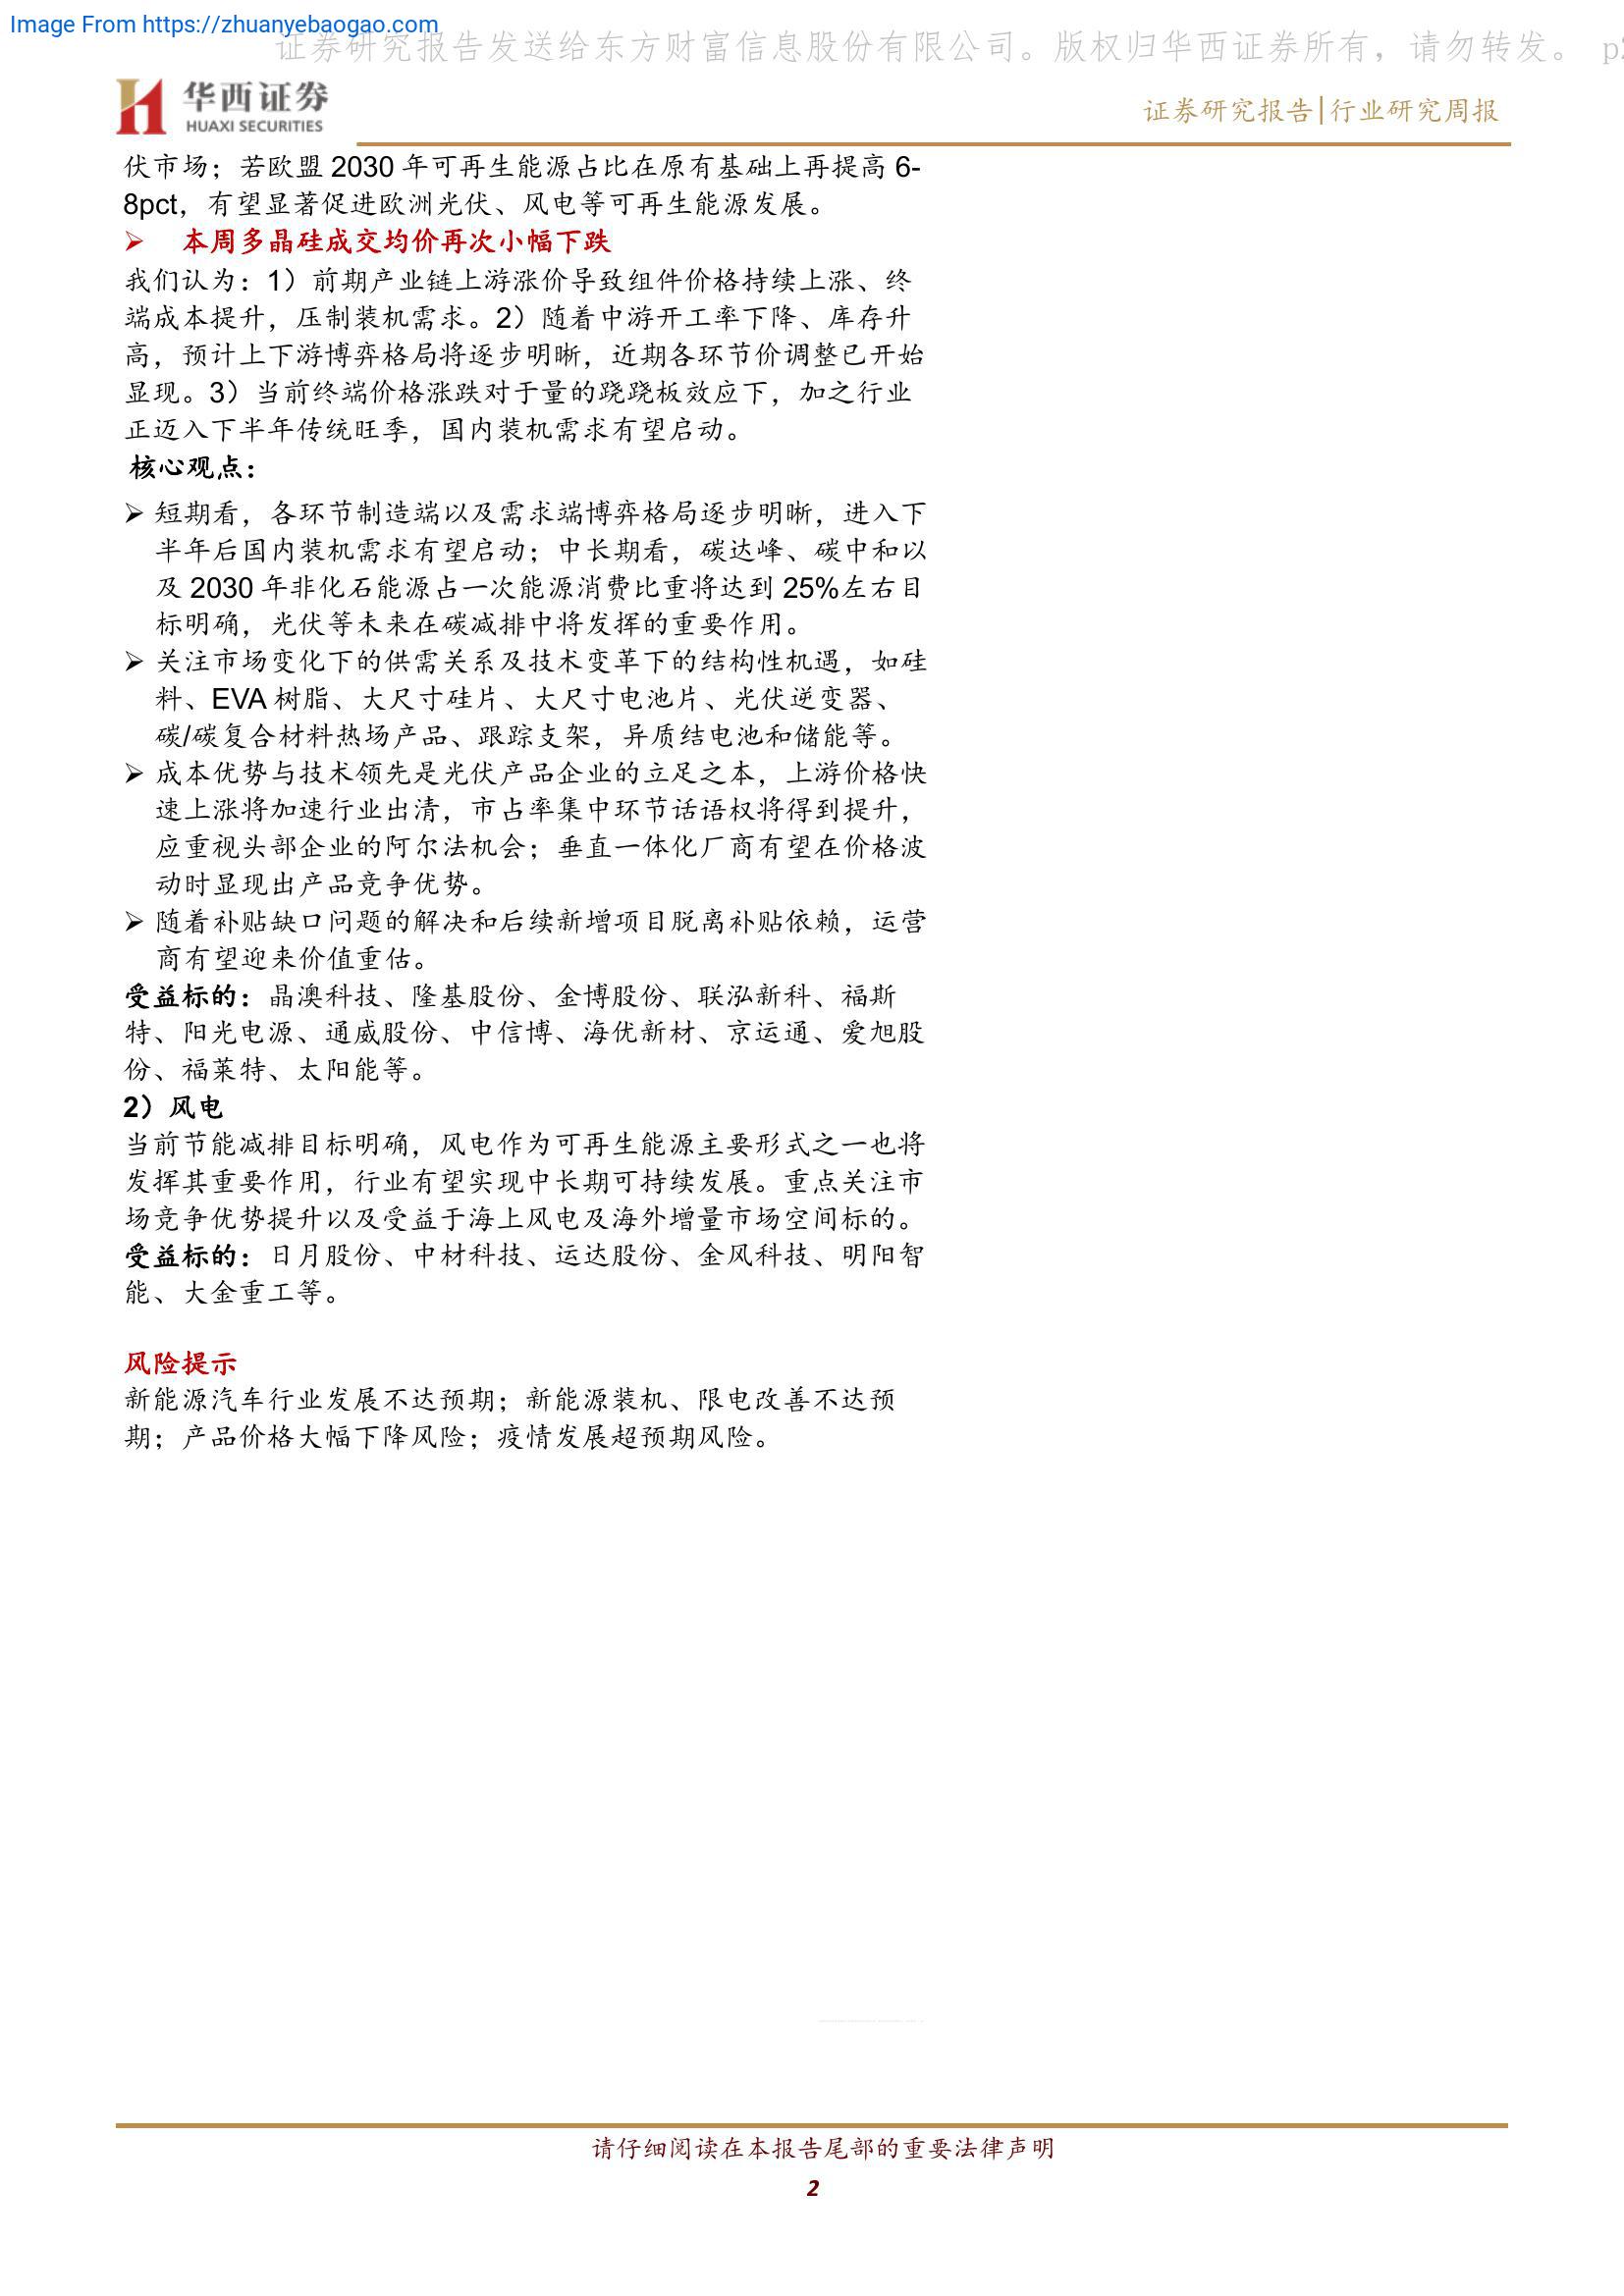 Image From https://zhuanyebaogao.com
证券研究报告发送给东方财富信息股份有限公司。版权归华西证券所有，请勿转发。 p2
华西证券
HUAXI SECURITIES
证券研究报告|行业研究周报
伏市场；若欧盟 2030 年可再生能源占比在原有基础上再提高 6-
8pct，有望显著促进欧洲光伏、风电等可再生能源发展。
➢ 本周多晶硅成交均价再次小幅下跌
我们认为：1）前期产业链上游涨价导致组件价格持续上涨、终
端成本提升，压制装机需求。2）随着中游开工率下降、库存升
高，预计上下游博弈格局将逐步明晰，近期各环节价调整已开始
显现。3）当前终端价格涨跌对于量的跷跷板效应下，加之行业
正迈入下半年传统旺季，国内装机需求有望启动。
核心观点：
➢ 短期看，各环节制造端以及需求端博弈格局逐步明晰，进入下
半年后国内装机需求有望启动；中长期看，碳达峰、碳中和以
及 2030 年非化石能源占一次能源消费比重将达到 25%左右目
标明确，光伏等未来在碳减排中将发挥的重要作用。
➢ 关注市场变化下的供需关系及技术变革下的结构性机遇，如硅
料、EVA 树脂、大尺寸硅片、大尺寸电池片、光伏逆变器、
碳/碳复合材料热场产品、跟踪支架，异质结电池和储能等。
➢ 成本优势与技术领先是光伏产品企业的立足之本，上游价格快
速上涨将加速行业出清，市占率集中环节话语权将得到提升，
应重视头部企业的阿尔法机会；垂直一体化厂商有望在价格波
动时显现出产品竞争优势。
➢ 随着补贴缺口问题的解决和后续新增项目脱离补贴依赖，运营
商有望迎来价值重估。
受益标的：晶澳科技、隆基股份、金博股份、联泓新科、福斯
特、阳光电源、通威股份、中信博、海优新材、京运通、爱旭股
份、福莱特、太阳能等。
2）风电
当前节能减排目标明确，风电作为可再生能源主要形式之一也将
发挥其重要作用，行业有望实现中长期可持续发展。重点关注市
场竞争优势提升以及受益于海上风电及海外增量市场空间标的。
受益标的：日月股份、中材科技、运达股份、金风科技、明阳智
能、大金重工等。
风险提示
新能源汽车行业发展不达预期；新能源装机、限电改善不达预
期；产品价格大幅下降风险；疫情发展超预期风险。
请仔细阅读在本报告尾部的重要法律声明
2